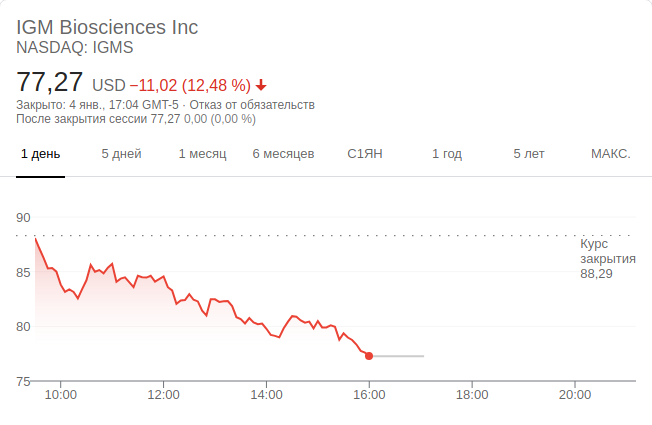 IGM Biosciences Inc
NASDAQ: IGMS
77,27 USD −11,02 (12,48 %)
Закрыто: 4 янв., 17:04 GMT-5 · Отказ от обязательств
После закрытия сессии 77,27 0,00 (0,00 %)
1 день 5 дней 1 месяц 6 месяцев С1ЯН 1 год 5 лет МАКС.
90
Курс
закрытия
88,29
85
80
75
10:00 12:00 14:00 16:00 18:00 20:00